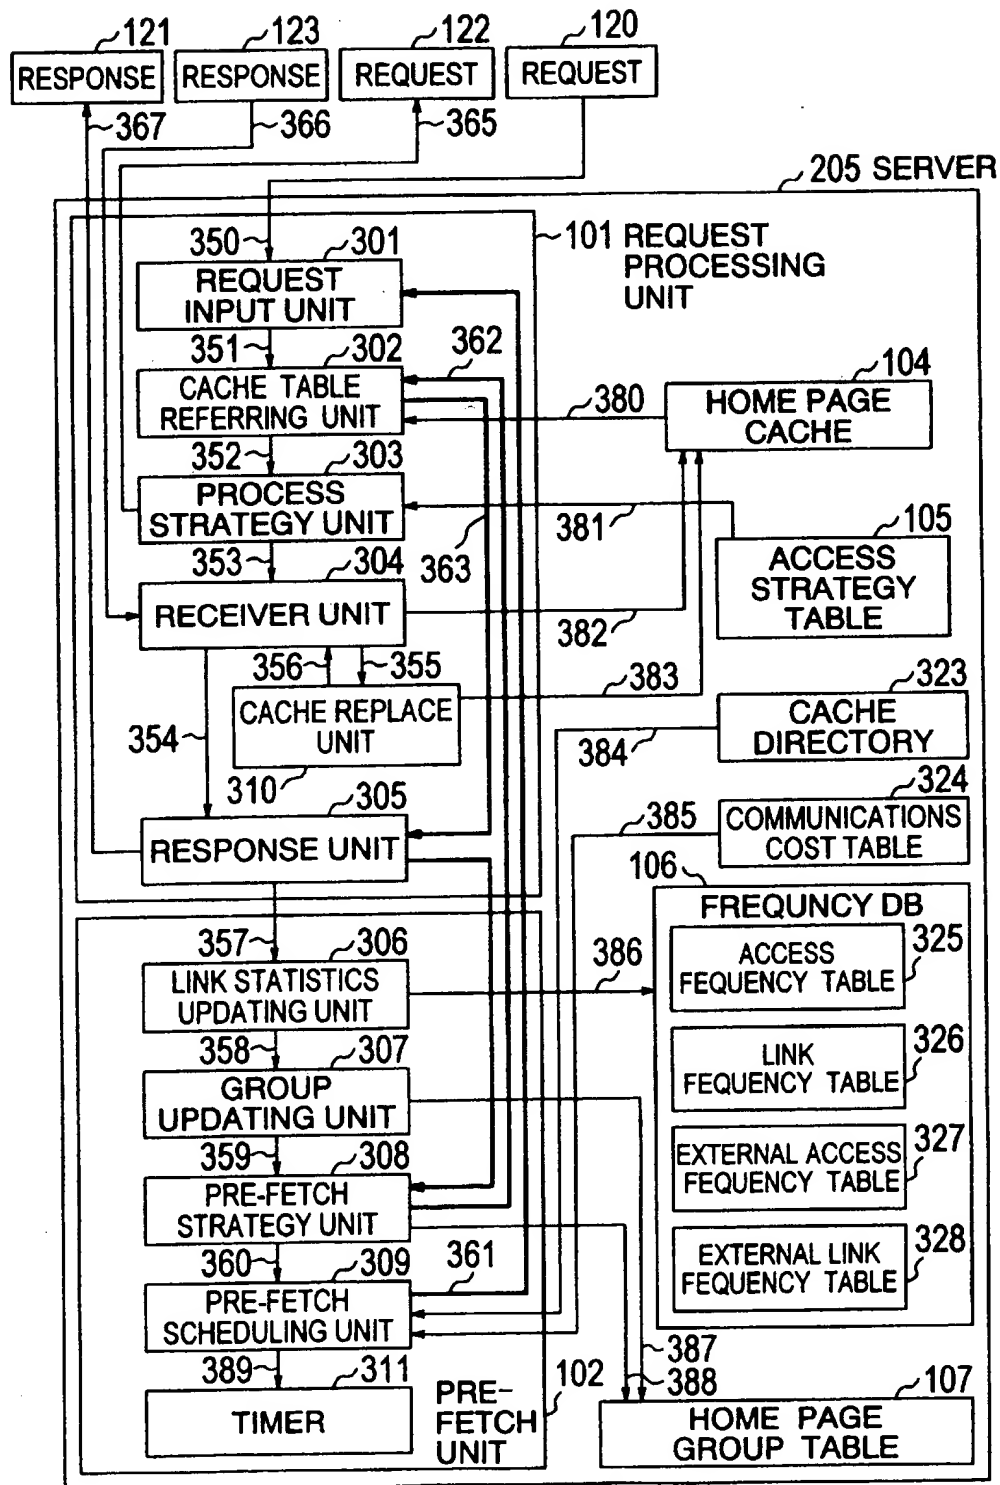 121
123
122
120
RESPONSE
RESPONSE
REQUEST
REQUEST
367
366
365
205 SERVER
350
301
101 REQUEST
PROCESSING
UNIT
REQUEST
INPUT UNIT
351
302
362
104
CACHE TABLE
REFERRING UNIT
380
HOME PAGE
CACHE
352
303
PROCESS
STRATEGY UNIT
381
105
353
304
363
ACCESS
STRATEGY
TABLE
RECEIVER UNIT
382
356
355
383
323
CACHE REPLACE
UNIT
354
384
CACHE
DIRECTORY
310
305
324
385
COMMUNICATIONS
COST TABLE
RESPONSE UNIT
106
FREQUNCY DB
357
306
386
325
ACCESS
FEQUENCY TABLE
LINK STATISTICS
UPDATING UNIT
358
307
326
LINK
FEQUENCY TABLE
GROUP
UPDATING UNIT
359
308
327
EXTERNAL ACCESS
FEQUENCY TABLE
PRE-FETCH
STRATEGY UNIT
360
309
361
328
EXTERNAL LINK
FEQUENCY TABLE
PRE-FETCH
SCHEDULING UNIT
387
389
311
388
102
107
PRE-
FETCH
UNIT
TIMER
HOME PAGE
GROUP TABLE